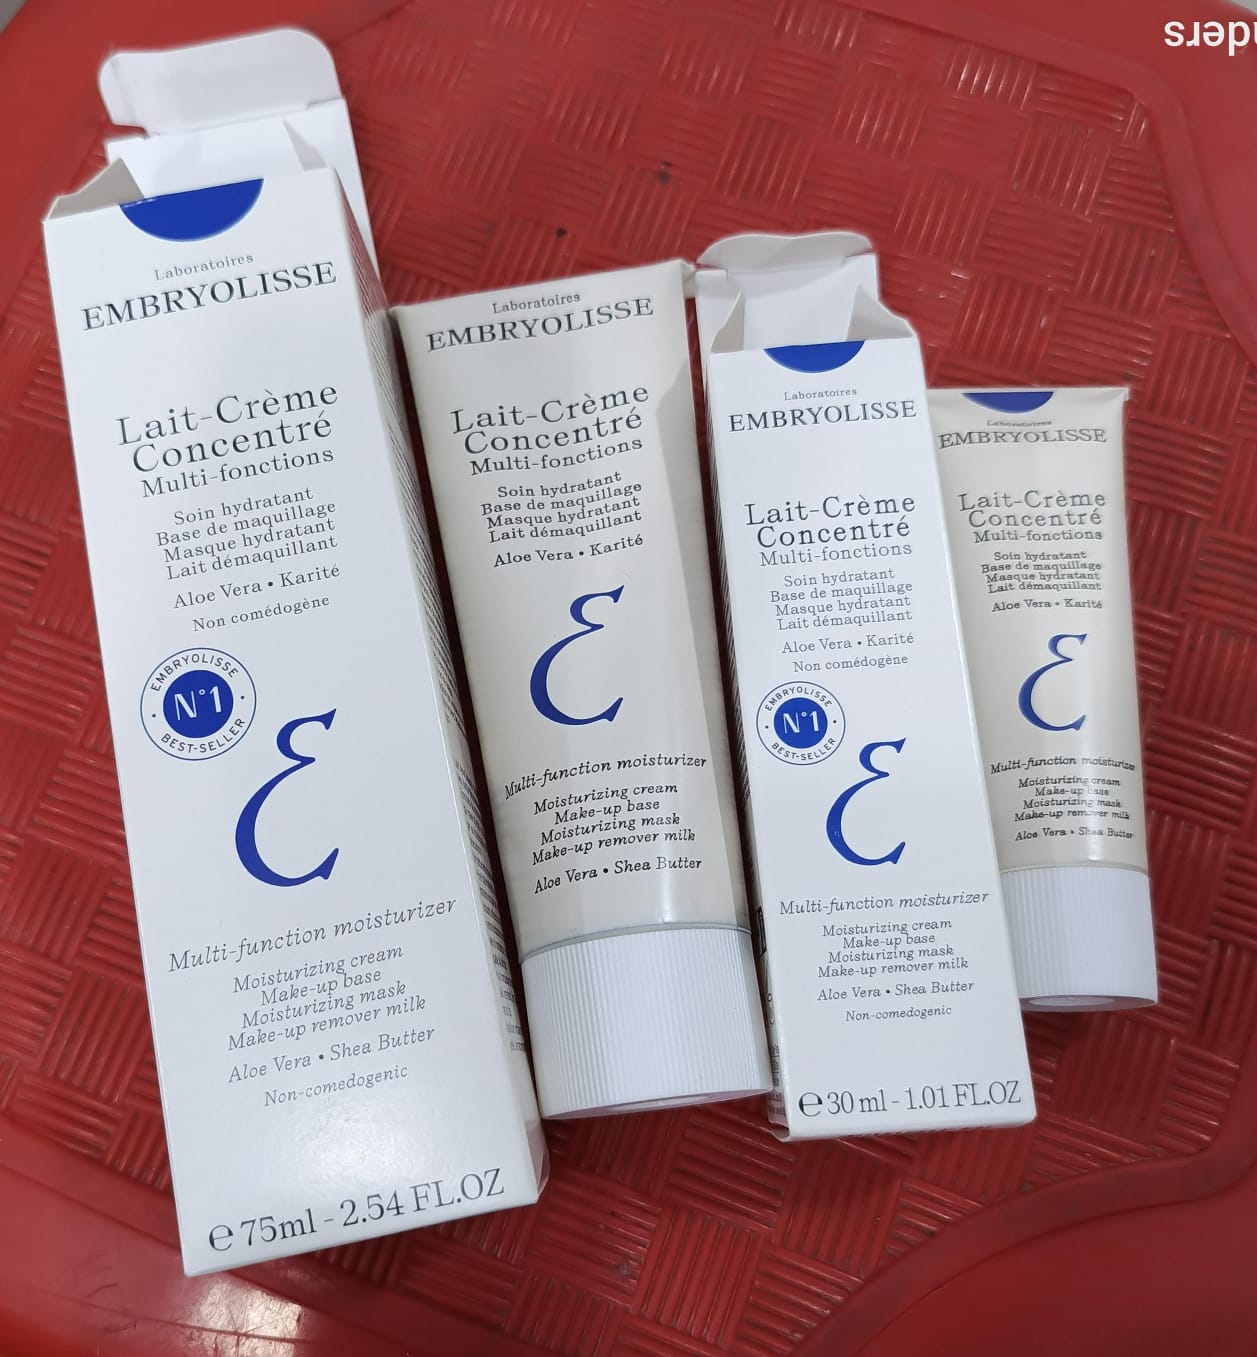 ders
Laboratoires
EMBRYOLISSE
Lait-Crème
Concentré
Multi-fonctions
Soin hydratant
Base de maquillage
Masque hydratant
Lait démaquillant
Aloe Vera • Karité
Non comédogène
EMBRYOLISSE
N°1
BEST-SELLER
Multi-function moisturizer
Moisturizing cream
Make-up base
Moisturizing mask
Make-up remover milk
Aloe Vera • Shea Butter
Non-comedogenic
℮75ml - 2.54 FL.OZ
Laboratoires
EMBRYOLISSE
Lait-Crème
Concentré
Multi-fonctions
Soin hydratant
Base de maquillage
Masque hydratant
Lait démaquillant
Aloe Vera • Karité
Multi-function moisturizer
Moisturizing cream
Make-up base
Moisturizing mask
Make-up remover milk
Aloe Vera • Shea Butter
Laboratoires
EMBRYOLISSE
Lait-Crème
Concentré
Multi-fonctions
Soin hydratant
Base de maquillage
Masque hydratant
Lait démaquillant
Aloe Vera • Karité
Non comédogène
EMBRYOLISSE
N°1
BEST-SELLER
Multi-function moisturizer
Moisturizing cream
Make-up base
Moisturizing mask
Make-up remover milk
Aloe Vera • Shea Butter
Non-comedogenic
℮30 ml - 1.01 FL.OZ
Laboratoires
EMBRYOLISSE
Lait-Crème
Concentré
Multi-fonctions
Soin hydratant
Base de maquillage
Masque hydratant
Lait démaquillant
Aloe Vera • Karité
Multi-function moisturizer
Moisturizing cream
Make-up base
Moisturizing mask
Make-up remover milk
Aloe Vera • Shea Butter